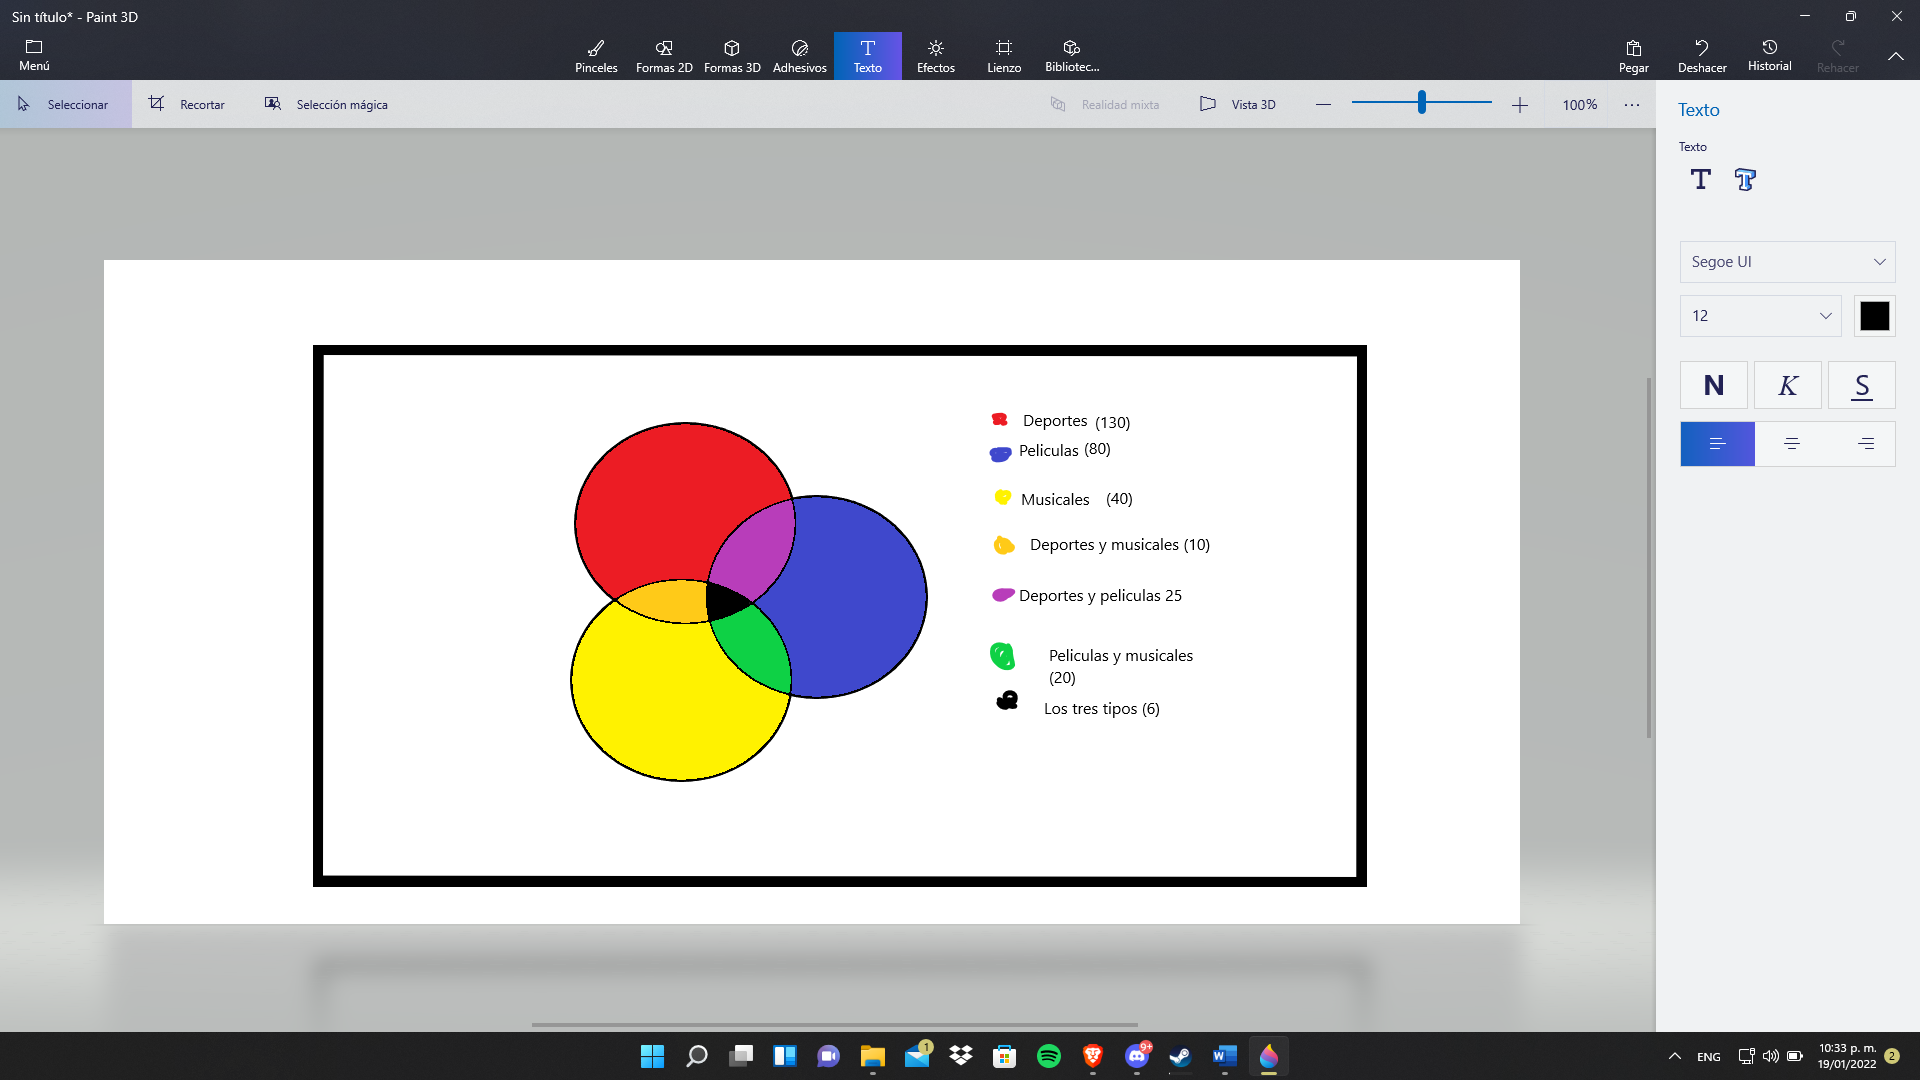 Sin título* - Paint 3D
Menú
Pinceles
Formas 2D
Formas 3D
Adhesivos
Texto
Efectos
Lienzo
Bibliotec...
Pegar
Deshacer
Historial
Rehacer
Seleccionar
Recortar
Selección mágica
Realidad mixta
Vista 3D
100%
Texto
Texto
Segoe UI
12
N
K
S
Deportes (130)
Peliculas (80)
Musicales (40)
Deportes y musicales (10)
Deportes y peliculas 25
Peliculas y musicales
(20)
Los tres tipos (6)
1
9+
ENG
10:33 p. m.
19/01/2022
2